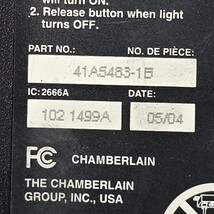 will turn ON.
2. Release button when light
turns OFF.
PART NO.: NO. DE PIÈCE:
41A5483-1B
IC: 2666A DATE:
102 1499A 05/04
FC CHAMBERLAIN
THE CHAMBERLAIN
GROUP, INC., USA